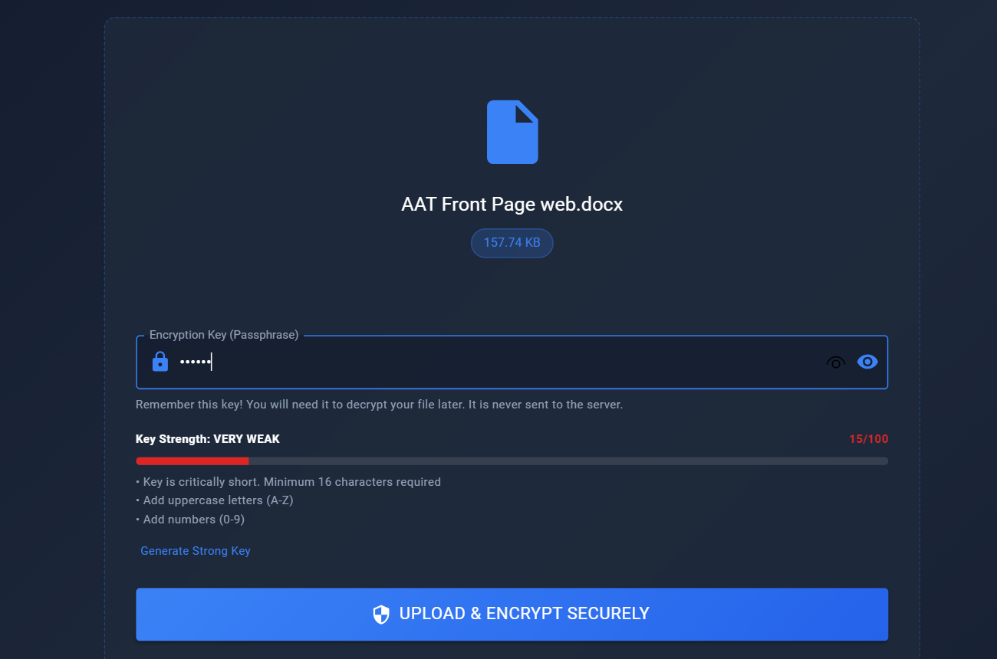 AAT Front Page web.docx
157.74 KB
Encryption Key (Passphrase)
••••••
Remember this key! You will need it to decrypt your file later. It is never sent to the server.
Key Strength: VERY WEAK
15/100
• Key is critically short. Minimum 16 characters required
• Add uppercase letters (A-Z)
• Add numbers (0-9)
Generate Strong Key
UPLOAD & ENCRYPT SECURELY